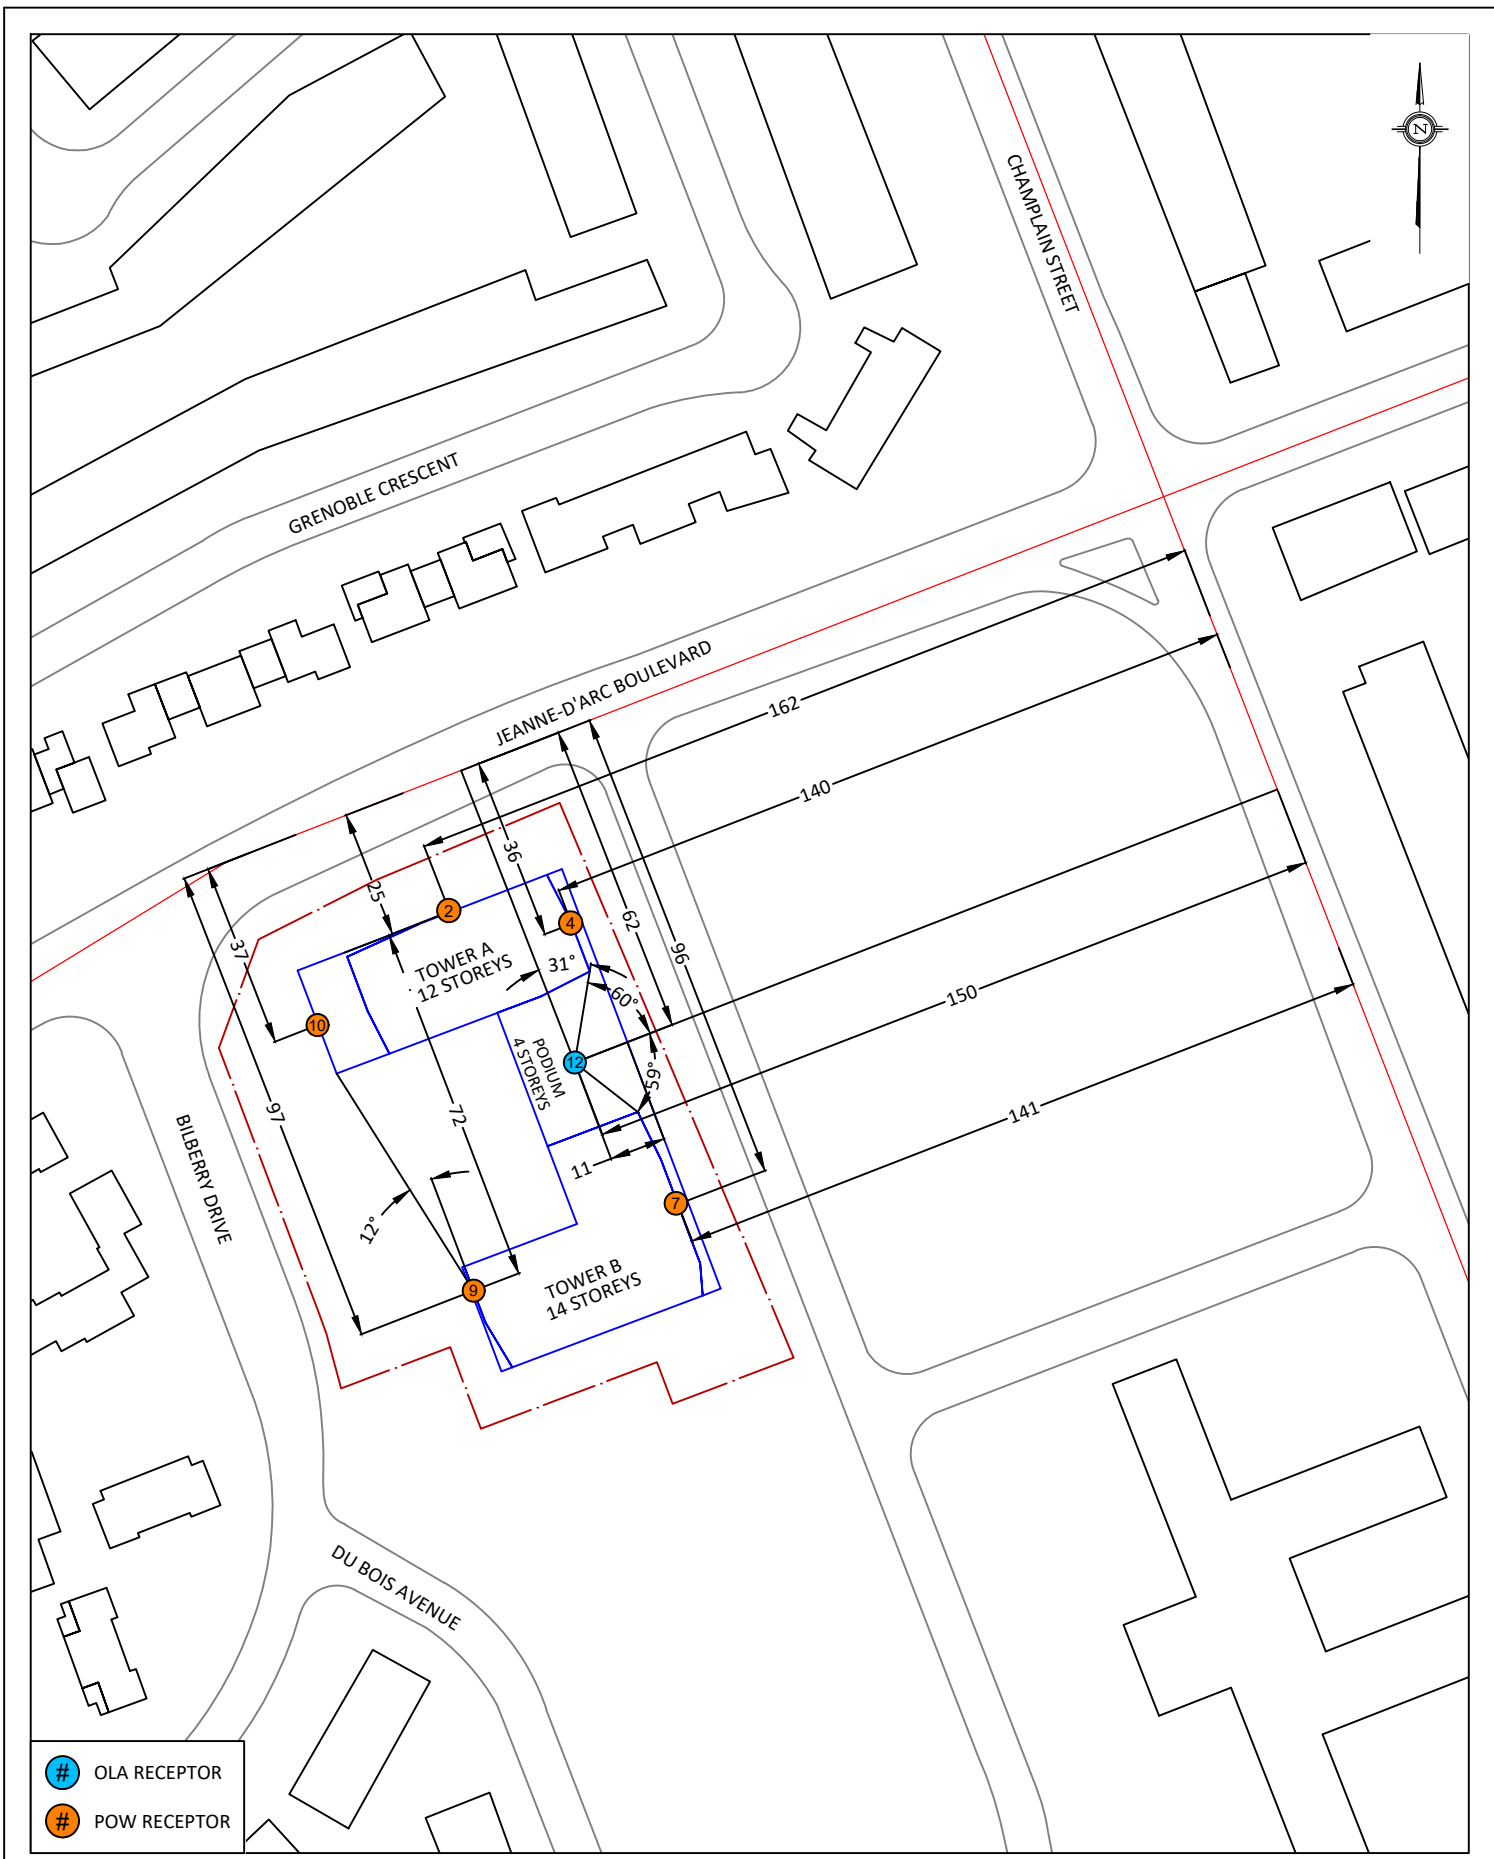 N
CHAMPLAIN STREET
GRENOBLE CRESCENT
JEANNE-D'ARC BOULEVARD
162
140
36
25
62
2
4
37
TOWER A
12 STOREYS
31°
96
60°
150
10
12
PODIUM
4 STOREYS
59°
97
72
141
BILBERRY DRIVE
11
7
12°
9
TOWER B
14 STOREYS
DU BOIS AVENUE
# OLA RECEPTOR
# POW RECEPTOR